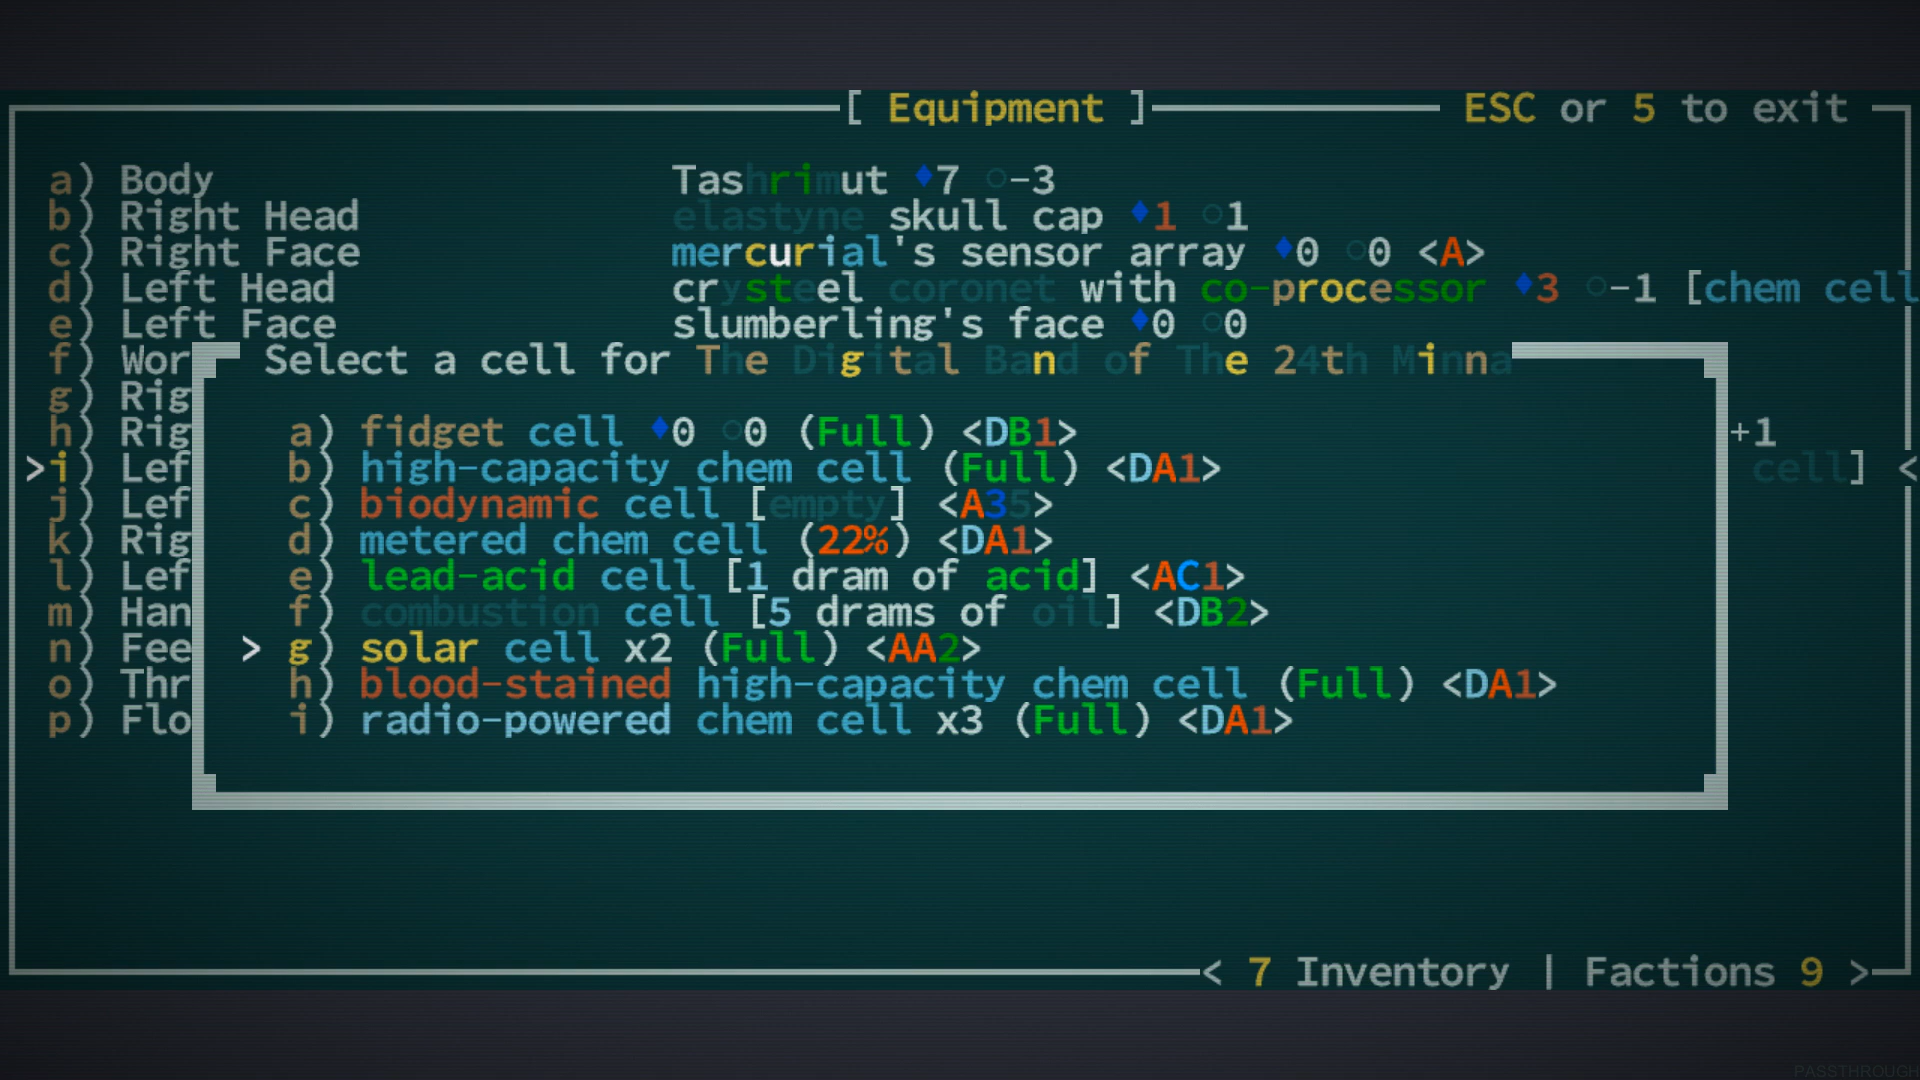 [ Equipment ] ESC or 5 to exit
a) Body Tashrimut ♦7 ○-3
b) Right Head elastyne skull cap ♦1 ○1
c) Right Face mercurial's sensor array ♦0 ○0 <A>
d) Left Head crysteel coronet with co-processor ♦3 ○-1 [chem cell
e) Left Face slumberling's face ♦0 ○0
f) Wor
Select a cell for The Digital Band of The 24th Minna
g) Rig
h) Rig a) fidget cell ♦0 ○0 (Full) <DB1> +1
>i) Lef b) high-capacity chem cell (Full) <DA1> cell] <
j) Lef c) biodynamic cell [empty] <A35>
k) Rig d) metered chem cell (22%) <DA1>
l) Lef e) lead-acid cell [1 dram of acid] <AC1>
m) Han f) combustion cell [5 drams of oil] <DB2>
n) Fee > g) solar cell x2 (Full) <AA2>
o) Thr h) blood-stained high-capacity chem cell (Full) <DA1>
p) Flo i) radio-powered chem cell x3 (Full) <DA1>
< 7 Inventory | Factions 9 >
PASSTHROUGH